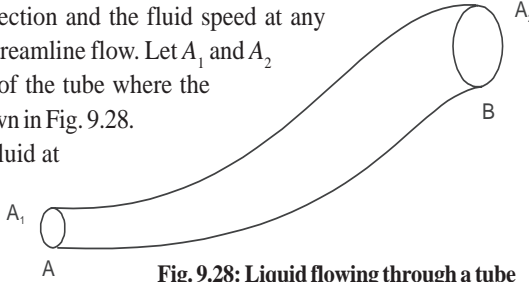 ection and the fluid speed at any
reamline flow. Let A₁ and A₂
of the tube where the
wn in Fig. 9.28.
luid at
A
B
A₁
A
Fig. 9.28: Liquid flowing through a tube